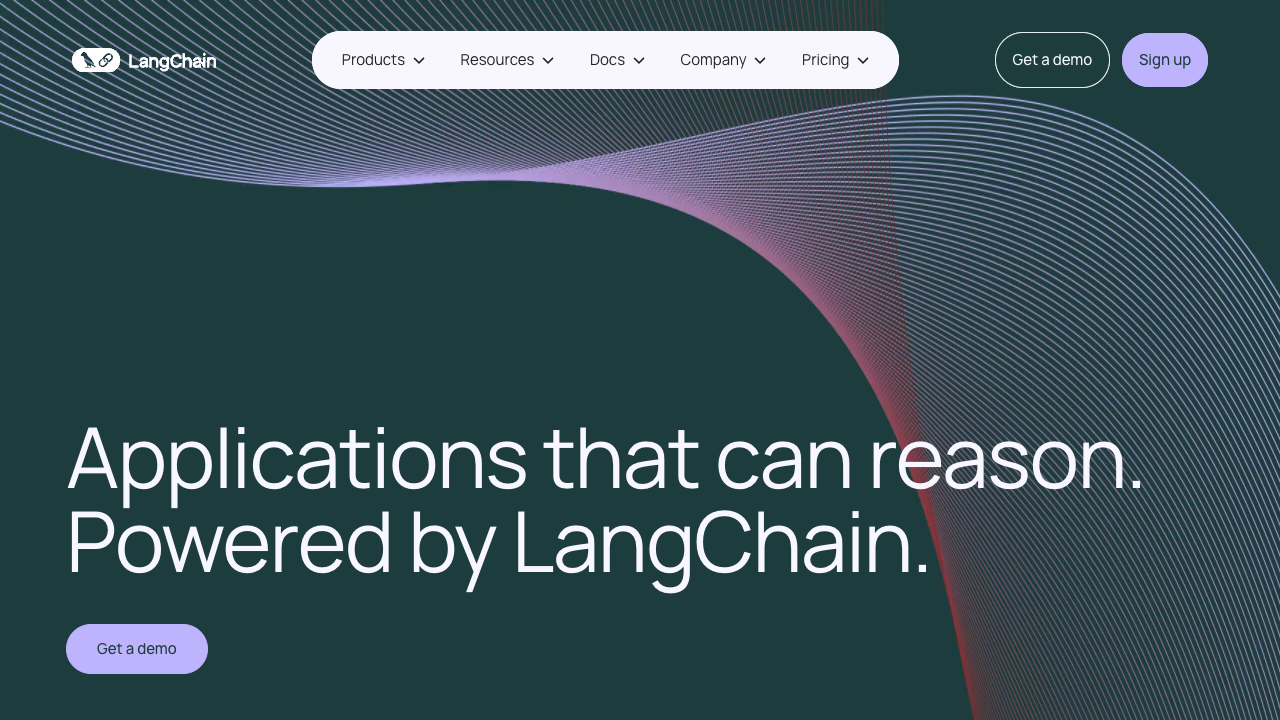 LangChain
Products
Resources
Docs
Company
Pricing
Get a demo
Sign up
Applications that can reason.
Powered by LangChain.
Get a demo